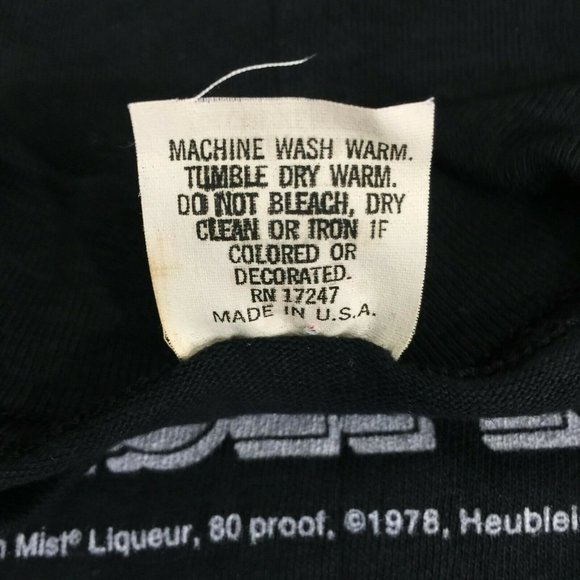 MACHINE WASH WARM.
TUMBLE DRY WARM.
DO NOT BLEACH, DRY
CLEAN OR IRON IF
COLORED OR
DECORATED.
RN 17247
MADE IN U.S.A.
Mist® Liqueur, 80 proof, ©1978, Heublei